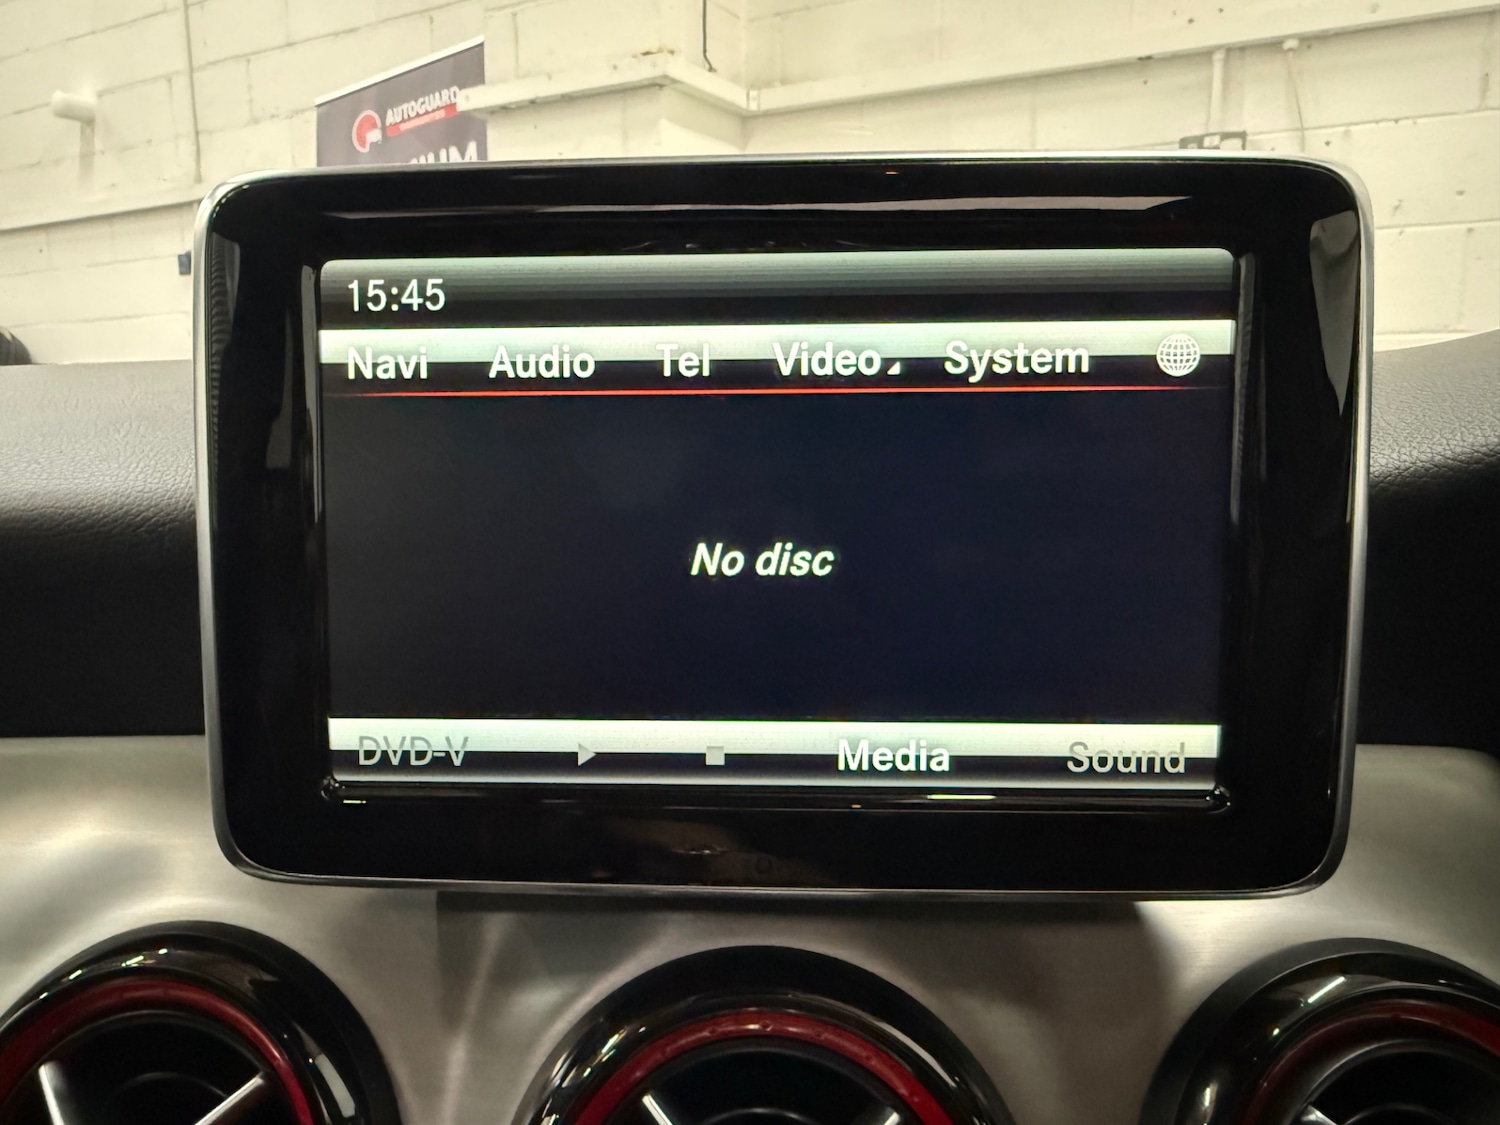 AUTOGUARD
15:45
Navi Audio Tel Video System
No disc
DVD-V Media Sound